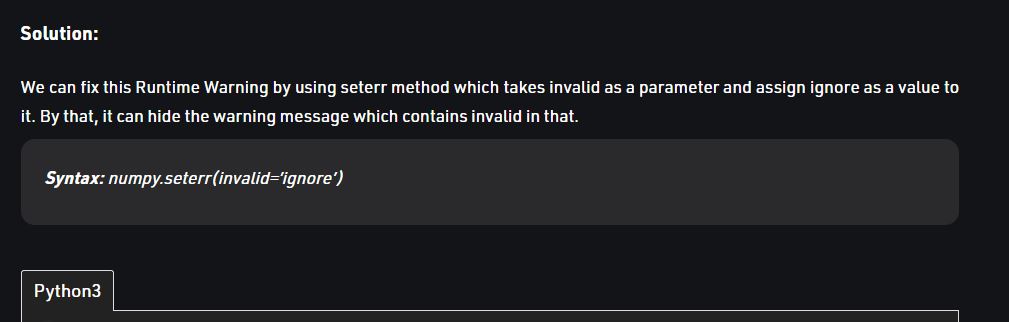 Solution:
We can fix this Runtime Warning by using seterr method which takes invalid as a parameter and assign ignore as a value to
it. By that, it can hide the warning message which contains invalid in that.
Syntax: numpy.seterr(invalid=’ignore’)
Python3